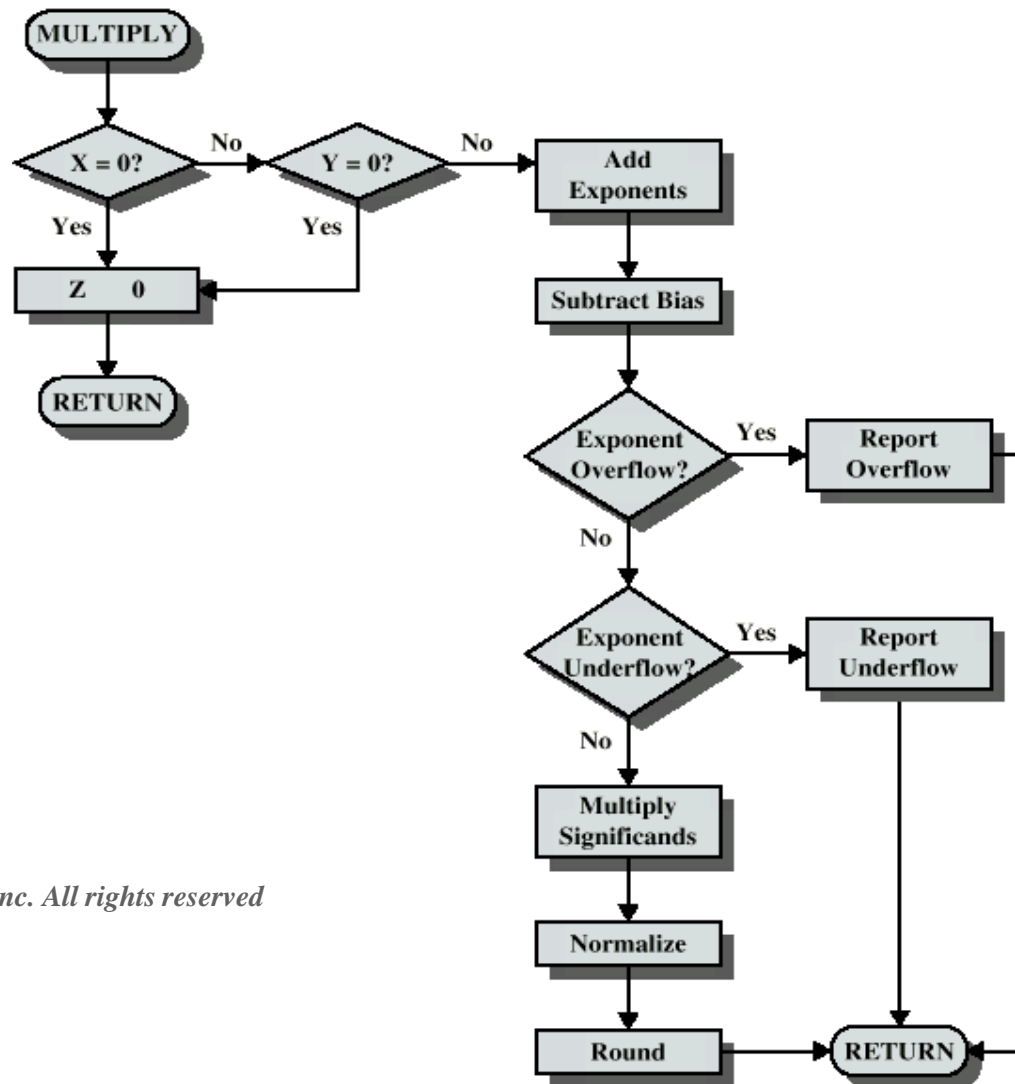 MULTIPLY
X = 0?
No
Y = 0?
No
Add
Exponents
Yes
Yes
Z 0
Subtract Bias
RETURN
Exponent
Overflow?
Yes
Report
Overflow
No
Exponent
Underflow?
Yes
Report
Underflow
No
Multiply
Significands
nc. All rights reserved
Normalize
Round
RETURN